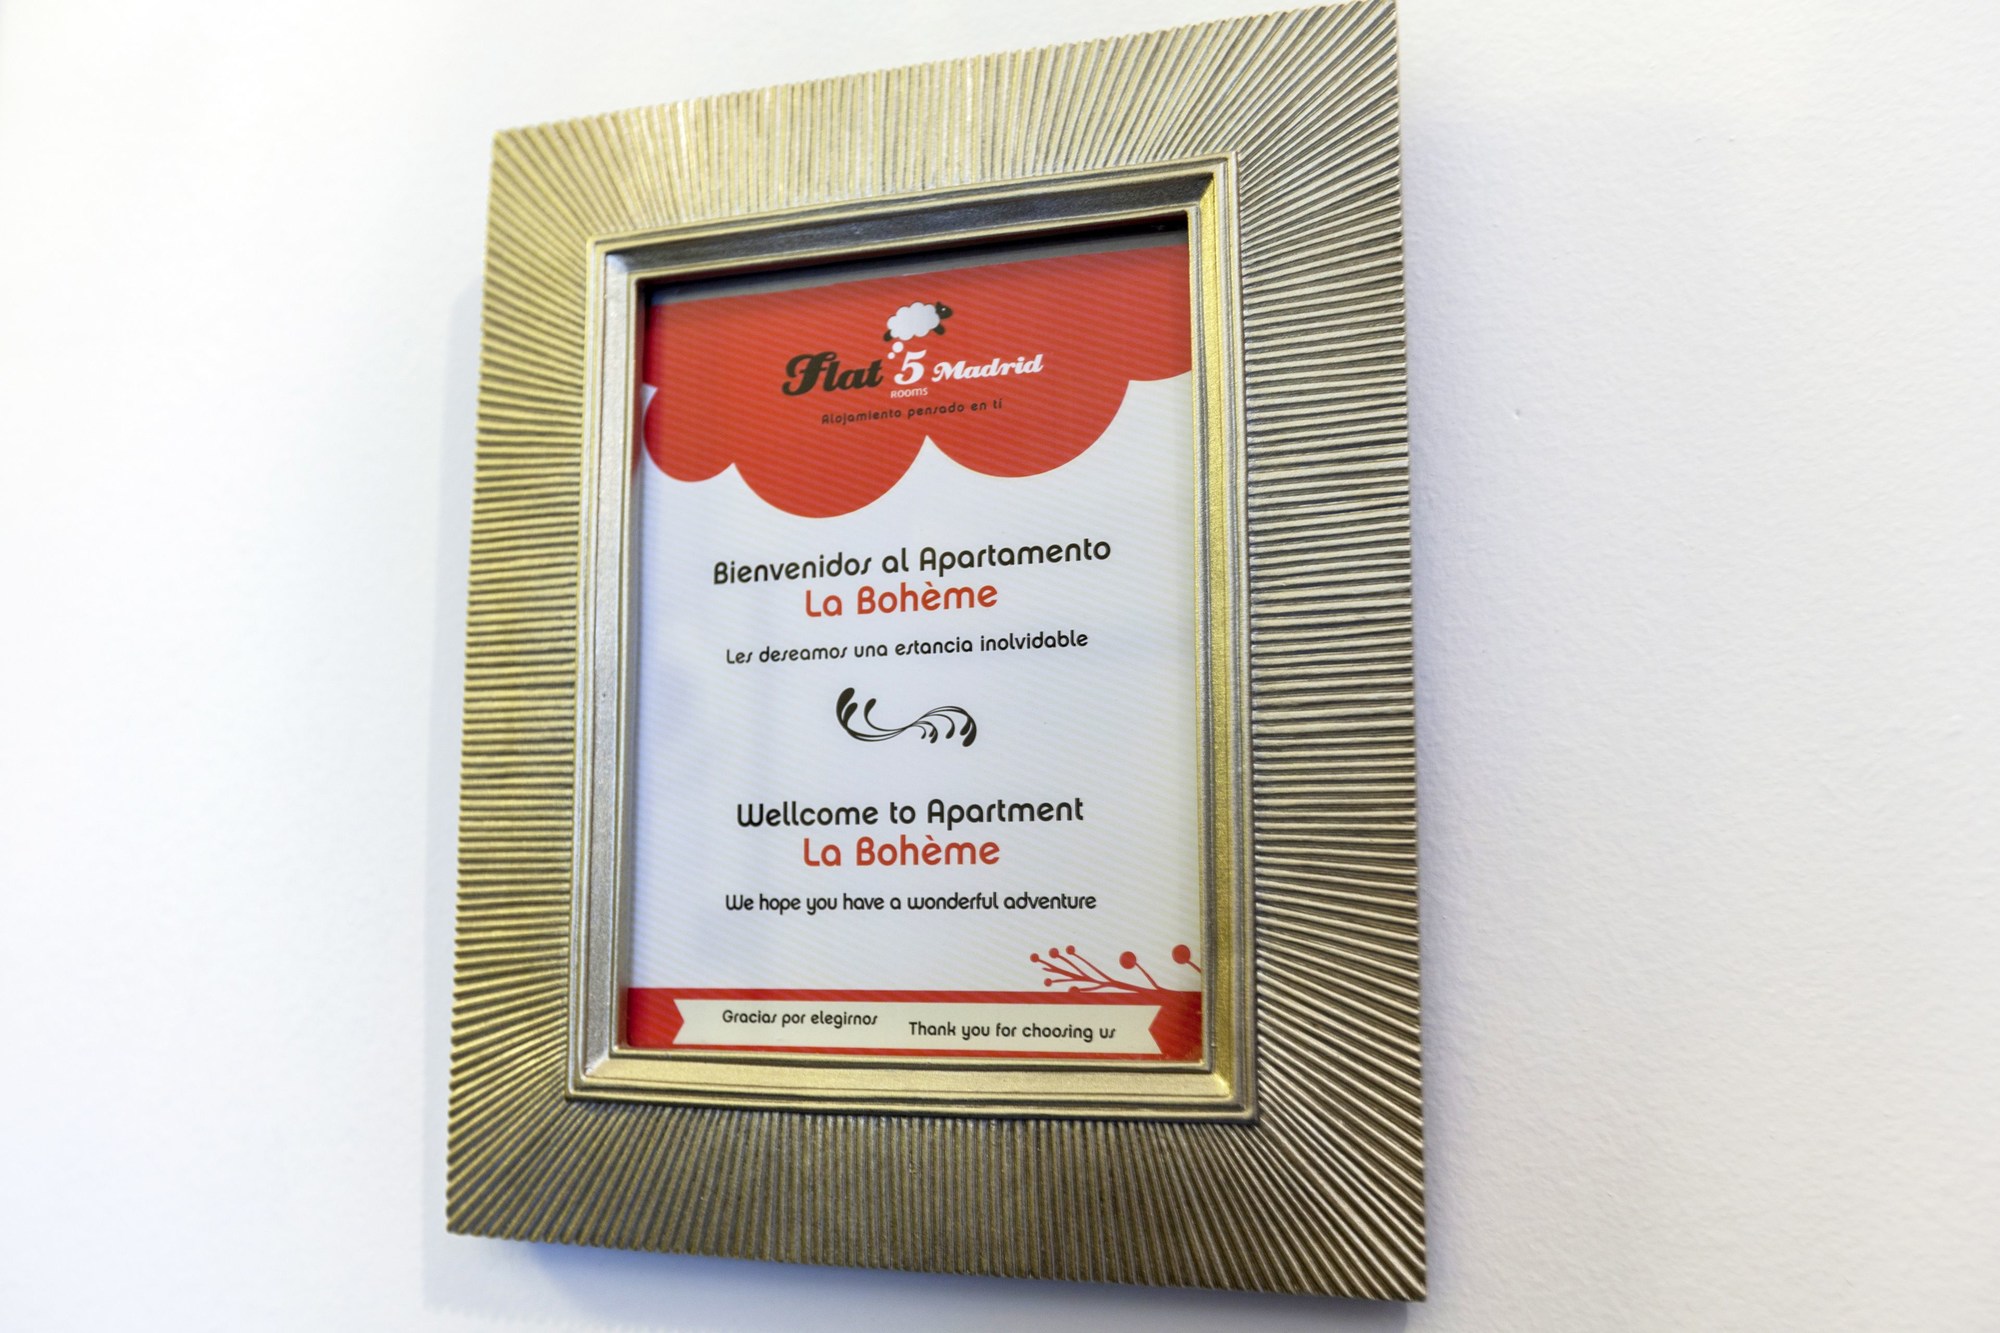 Flat 5 Madrid
ROOMS
Alojamiento pensado en tí
Bienvenidos al Apartamento
La Bohème
Les deseamos una estancia inolvidable
Wellcome to Apartment
La Bohème
We hope you have a wonderful adventure
Gracias por elegirnos
Thank you for choosing us